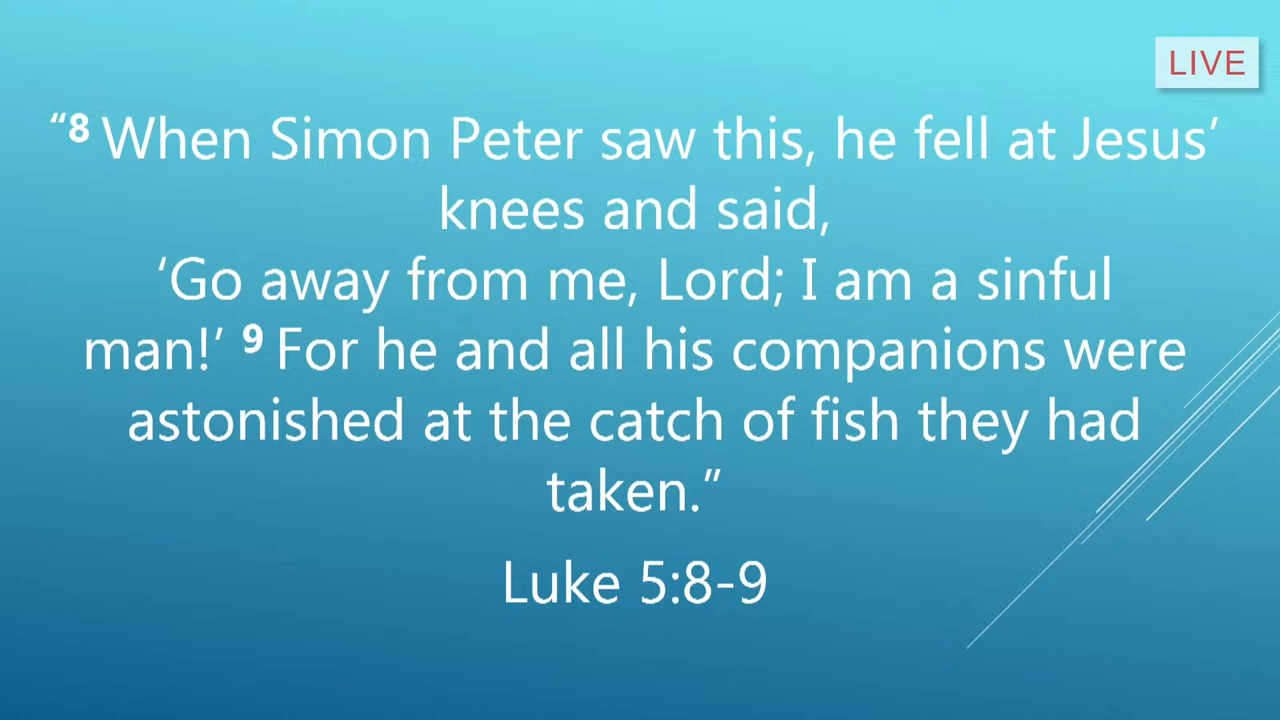 LIVE
“8 When Simon Peter saw this, he fell at Jesus’
knees and said,
‘Go away from me, Lord; I am a sinful
man!’ 9 For he and all his companions were
astonished at the catch of fish they had
taken.”
Luke 5:8-9